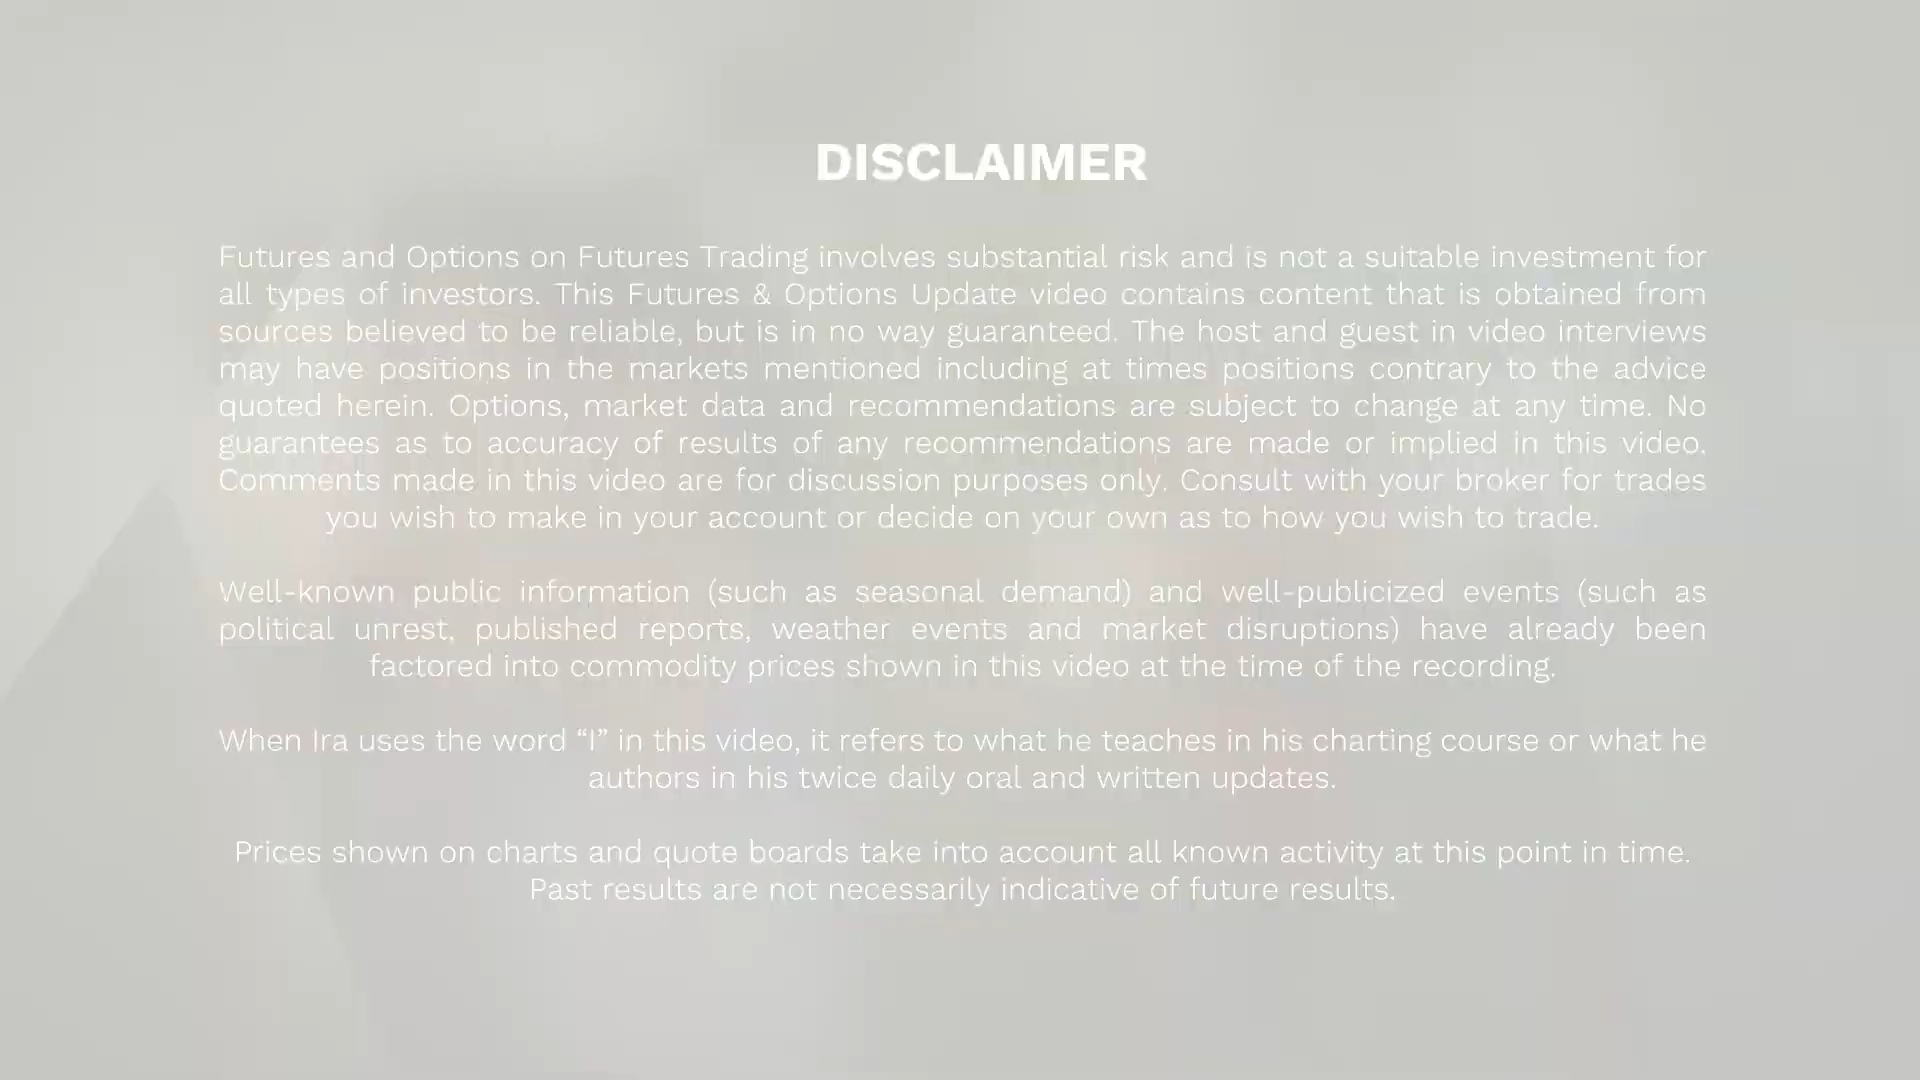 DISCLAIMER
Futures and Options on Futures Trading involves substantial risk and is not a suitable investment for
all types of investors. This Futures & Options Update video contains content that is obtained from
sources believed to be reliable, but is in no way guaranteed. The host and guest in video interviews
may have positions in the markets mentioned including at times positions contrary to the advice
quoted herein. Options, market data and recommendations are subject to change at any time. No
guarantees as to accuracy of results of any recommendations are made or implied in this video.
Comments made in this video are for discussion purposes only. Consult with your broker for trades
you wish to make in your account or decide on your own as to how you wish to trade.
Well-known public information (such as seasonal demand) and well-publicized events (such as
political unrest, published reports, weather events and market disruptions) have already been
factored into commodity prices shown in this video at the time of the recording.
When Ira uses the word “I” in this video, it refers to what he teaches in his charting course or what he
authors in his twice daily oral and written updates.
Prices shown on charts and quote boards take into account all known activity at this point in time.
Past results are not necessarily indicative of future results.